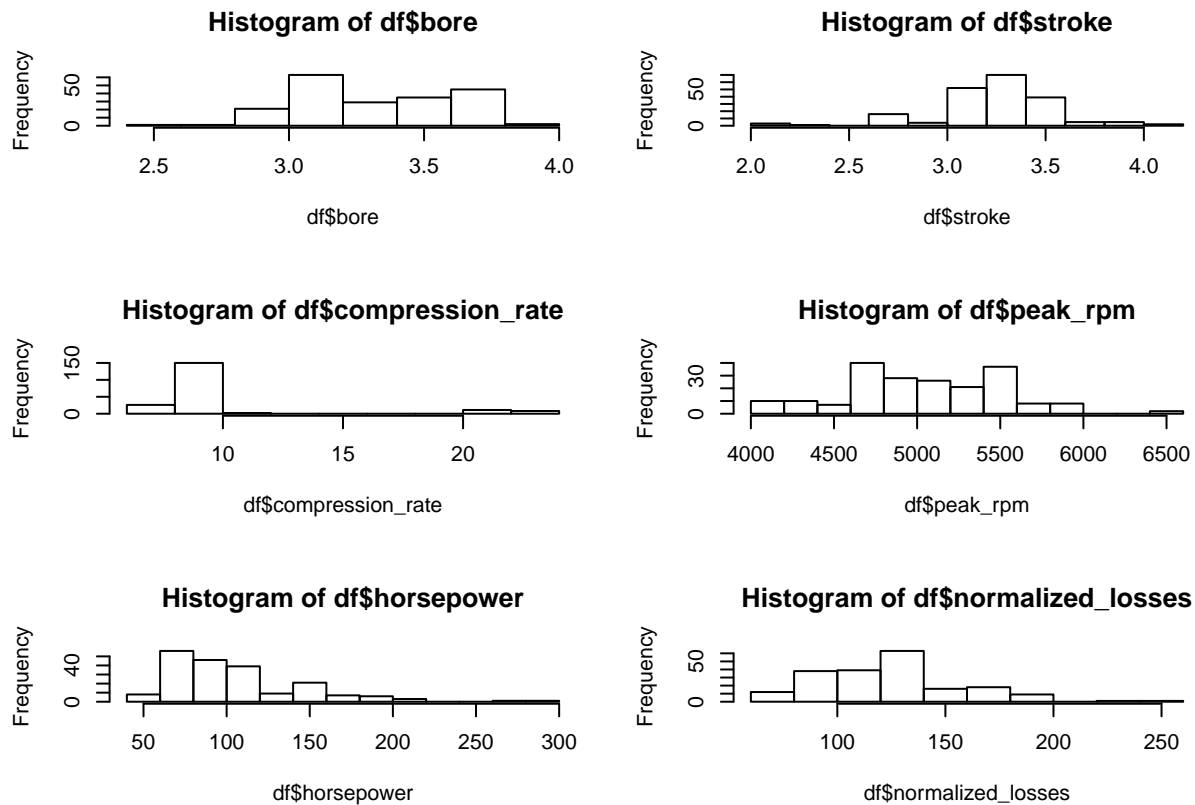 Histogram of df$bore
Frequency
0 50
2.5 3.0 3.5 4.0
df$bore
Histogram of df$stroke
Frequency
0 50
2.0 2.5 3.0 3.5 4.0
df$stroke
Histogram of df$compression_rate
Frequency
0 150
10 15 20
df$compression_rate
Histogram of df$peak_rpm
Frequency
0 30
4000 4500 5000 5500 6000 6500
df$peak_rpm
Histogram of df$horsepower
Frequency
0 40
50 100 150 200 250 300
df$horsepower
Histogram of df$normalized_losses
Frequency
0 50
100 150 200 250
df$normalized_losses